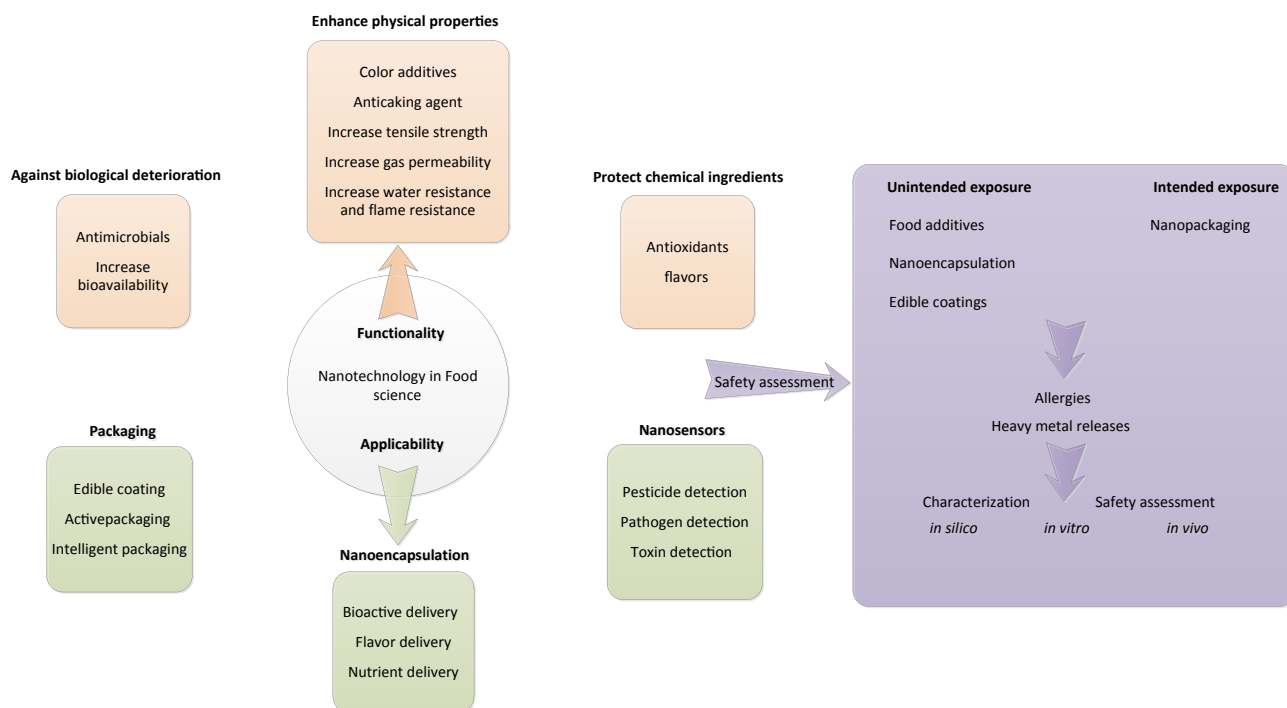 Enhance physical properties
Color additives
Anticaking agent
Increase tensile strength
Increase gas permeability
Increase water resistance
and flame resistance
Against biological deterioration
Antimicrobials
Increase
bioavailability
Protect chemical ingredients
Antioxidants
flavors
Functionality
Nanotechnology in Food
science
Applicability
Packaging
Edible coating
Activepackaging
Intelligent packaging
Nanoencapsulation
Bioactive delivery
Flavor delivery
Nutrient delivery
Nanosensors
Pesticide detection
Pathogen detection
Toxin detection
Safety assessment
Unintended exposure
Food additives
Nanoencapsulation
Edible coatings
Intended exposure
Nanopackaging
Allergies
Heavy metal releases
Characterization Safety assessment
in silico in vitro in vivo